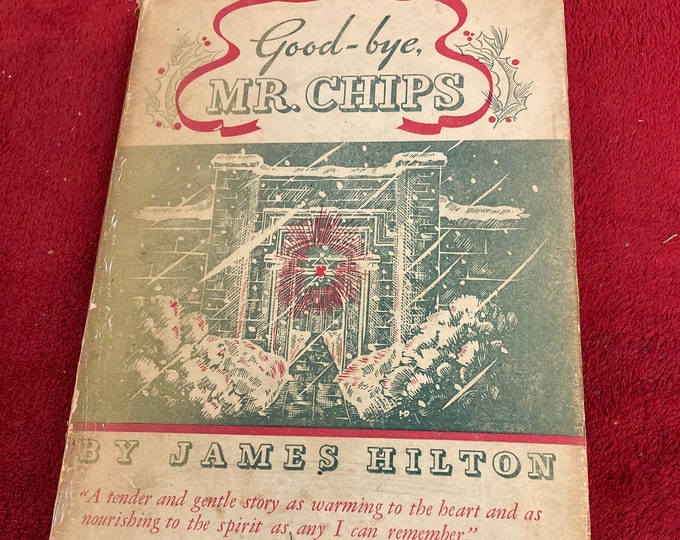 Good-bye,
MR. CHIPS
BY JAMES HILTON
"A tender and gentle story as warming to the heart and as
nourishing to the spirit as any I can remember"